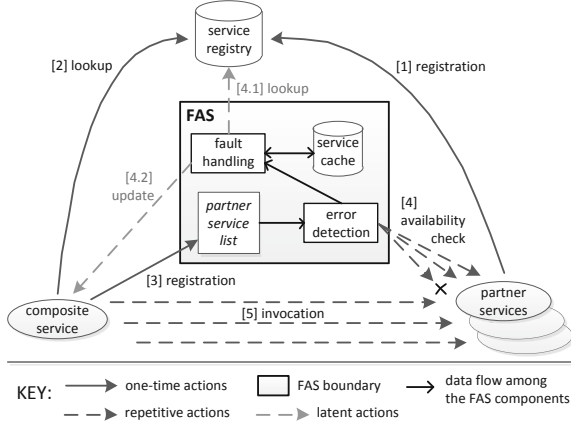 service
registry
[2] lookup
[1] registration
[4.1] lookup
FAS
fault
handling
service
cache
[4.2]
update
partner
service
list
error
detection
[4]
availability
check
[3] registration
composite
service
[5] invocation
partner
services
KEY:
one-time actions
FAS boundary
data flow among
the FAS components
repetitive actions
latent actions